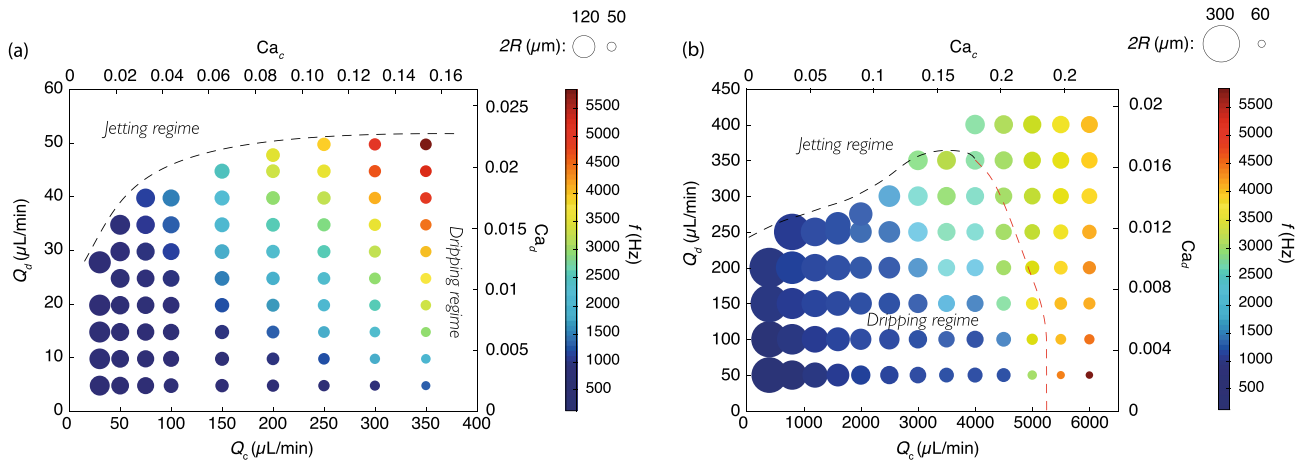 (a)
120 50
2R (µm):
Ca_c
0 0.02 0.04 0.06 0.08 0.1 0.12 0.14 0.16
60
50
40
30
20
10
0
Q_d (µL/min)
Jetting regime
Dripping regime
0 50 100 150 200 250 300 350 400
Q_c (µL/min)
0.025
0.02
0.015
0.01
0.005
0
Ca_d
5500
5000
4500
4000
3500
3000
2500
2000
1500
1000
500
f (Hz)
(b)
300 60
2R (µm):
Ca_c
0 0.05 0.1 0.15 0.2 0.2
450
400
350
300
250
200
150
100
50
0
Q_d (µL/min)
Jetting regime
Dripping regime
0 1000 2000 3000 4000 5000 6000
Q_c (µL/min)
0.02
0.016
0.012
0.008
0.004
0
Ca_d
5500
5000
4500
4000
3500
3000
2500
2000
1500
1000
500
f (Hz)